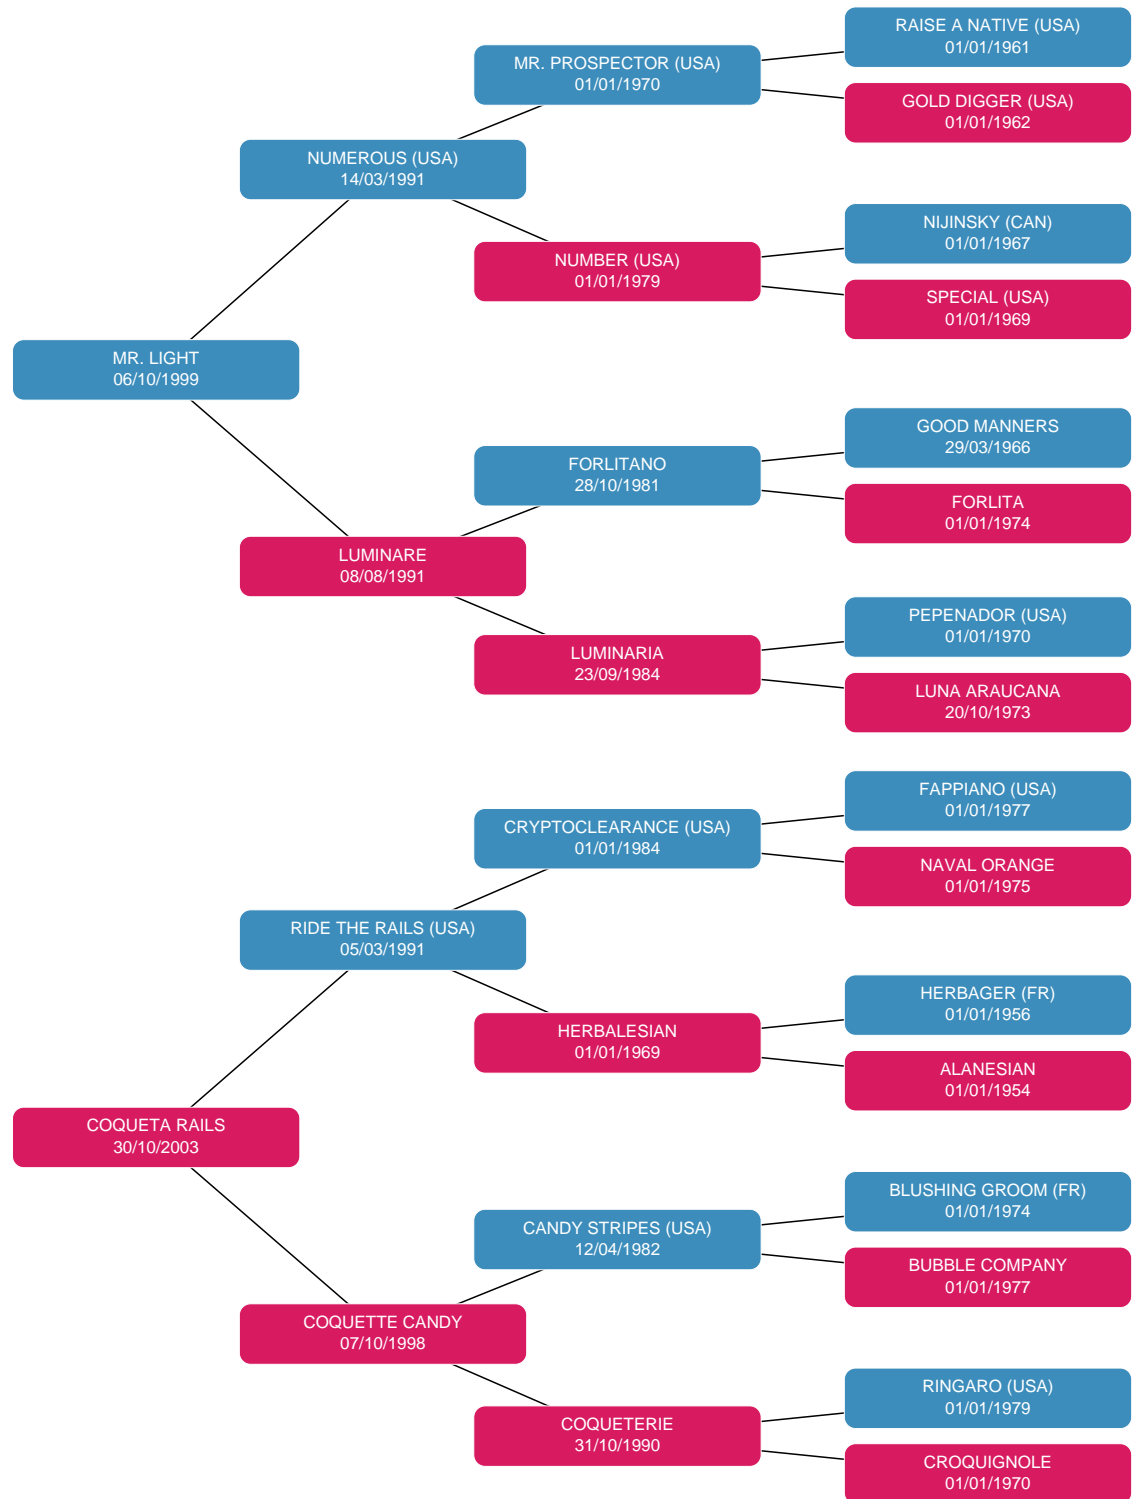 RAISE A NATIVE (USA)
01/01/1961
MR. PROSPECTOR (USA)
01/01/1970
GOLD DIGGER (USA)
01/01/1962
NUMEROUS (USA)
14/03/1991
NIJINSKY (CAN)
01/01/1967
NUMBER (USA)
01/01/1979
SPECIAL (USA)
01/01/1969
MR. LIGHT
06/10/1999
GOOD MANNERS
29/03/1966
FORLITANO
28/10/1981
FORLITA
01/01/1974
LUMINARE
08/08/1991
PEPENADOR (USA)
01/01/1970
LUMINARIA
23/09/1984
LUNA ARAUCANA
20/10/1973
FAPPIANO (USA)
01/01/1977
CRYPTOCLEARANCE (USA)
01/01/1984
NAVAL ORANGE
01/01/1975
RIDE THE RAILS (USA)
05/03/1991
HERBAGER (FR)
01/01/1956
HERBALESIAN
01/01/1969
ALANESIAN
01/01/1954
COQUETA RAILS
30/10/2003
BLUSHING GROOM (FR)
01/01/1974
CANDY STRIPES (USA)
12/04/1982
BUBBLE COMPANY
01/01/1977
COQUETTE CANDY
07/10/1998
RINGARO (USA)
01/01/1979
COQUETERIE
31/10/1990
CROQUIGNOLE
01/01/1970